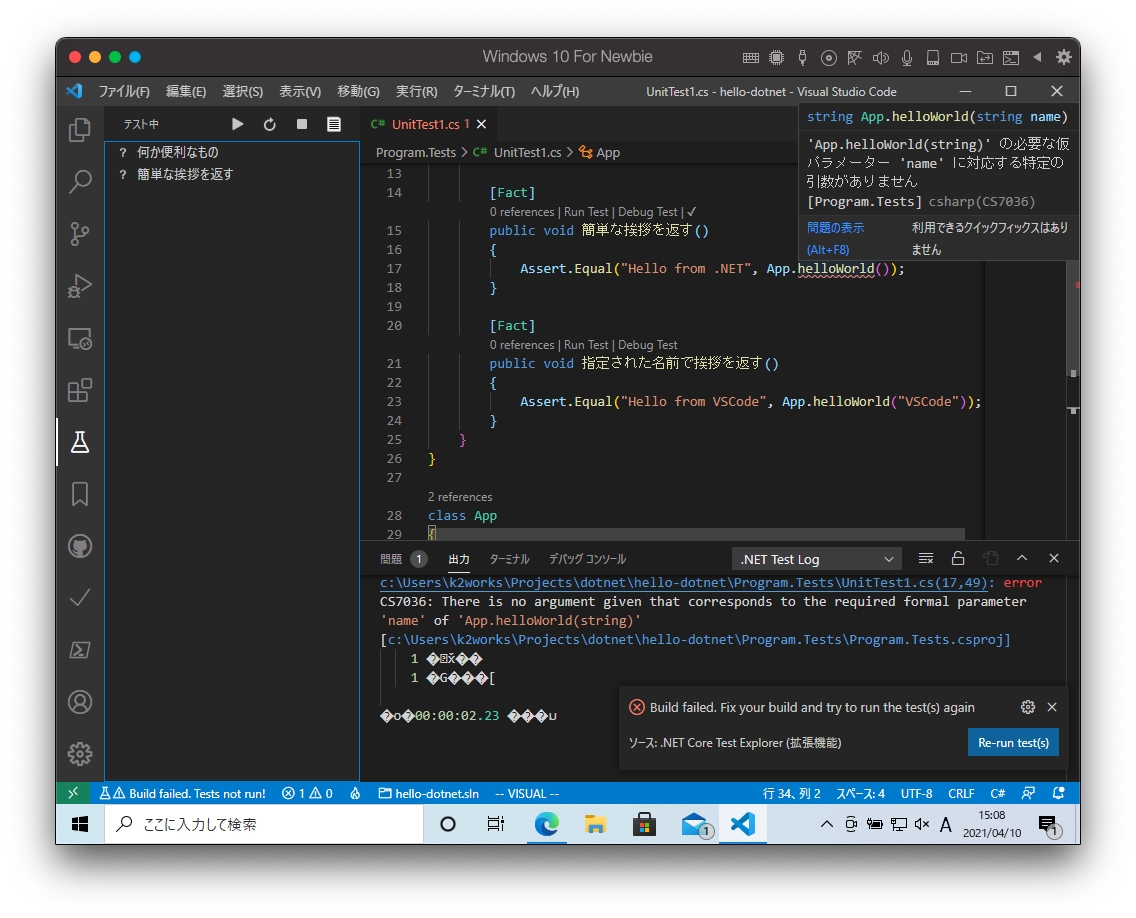 Windows 10 For Newbie
ファイル(F) 編集(E) 選択(S) 表示(V) 移動(G) 実行(R) ターミナル(T) ヘルプ(H) UnitTest1.cs - hello-dotnet - Visual Studio Code
テスト中
C# UnitTest1.cs 1
string App.helloWorld(string name)
? 何か便利なもの
? 簡単な挨拶を返す
Program.Tests > C# UnitTest1.cs > App
'App.helloWorld(string)' の必要な仮
パラメーター 'name' に対応する特定の
引数がありません
[Program.Tests] csharp(CS7036)
問題の表示
(Alt+F8)
利用できるクイックフィックスはあり
ません
13
14 [Fact]
0 references | Run Test | Debug Test | ✓
15 public void 簡単な挨拶を返す()
16 {
17 Assert.Equal("Hello from .NET", App.helloWorld());
18 }
19
20 [Fact]
0 references | Run Test | Debug Test
21 public void 指定された名前で挨拶を返す()
22 {
23 Assert.Equal("Hello from VSCode", App.helloWorld("VSCode"));
24 }
25 }
26 }
27
2 references
28 class App
29 {
問題 1 出力 ターミナル デバッグ コンソール .NET Test Log
c:\Users\k2works\Projects\dotnet\hello-dotnet\Program.Tests\UnitTest1.cs(17,49): error
CS7036: There is no argument given that corresponds to the required formal parameter
'name' of 'App.helloWorld(string)'
[c:\Users\k2works\Projects\dotnet\hello-dotnet\Program.Tests\Program.Tests.csproj]
1
1 �G���[
�o�00:00:02.23
Build failed. Fix your build and try to run the test(s) again
ソース: .NET Core Test Explorer (拡張機能)
Re-run test(s)
Build failed. Tests not run! 1 0 hello-dotnet.sln -- VISUAL -- 行 34、列 2 スペース: 4 UTF-8 CRLF C#
ここに入力して検索
1
A
15:08
2021/04/10
1